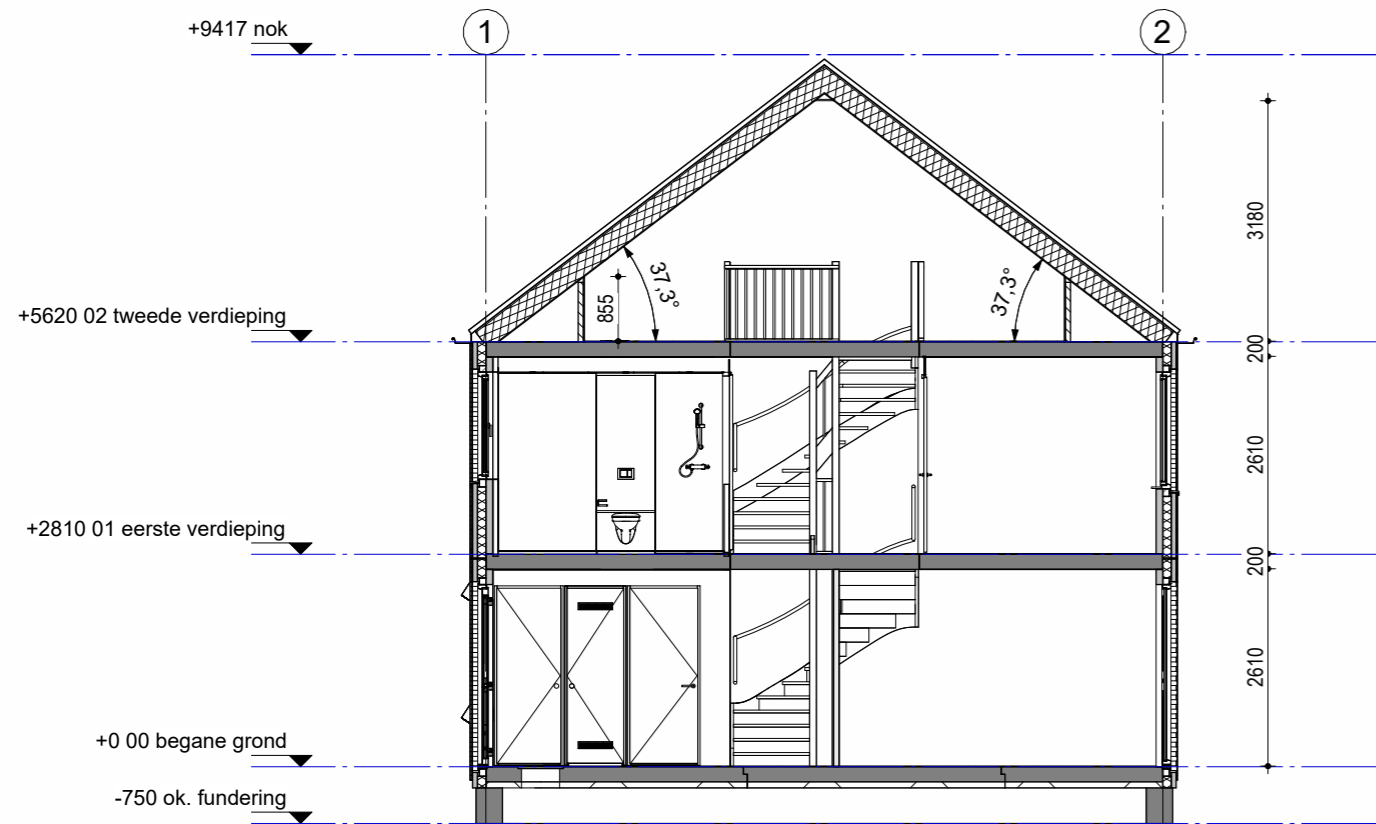 +9417 nok
1
2
3180
37,3°
37,3°
855
+5620 02 tweede verdieping
200
2610
+2810 01 eerste verdieping
200
2610
+0 00 begane grond
-750 ok. fundering